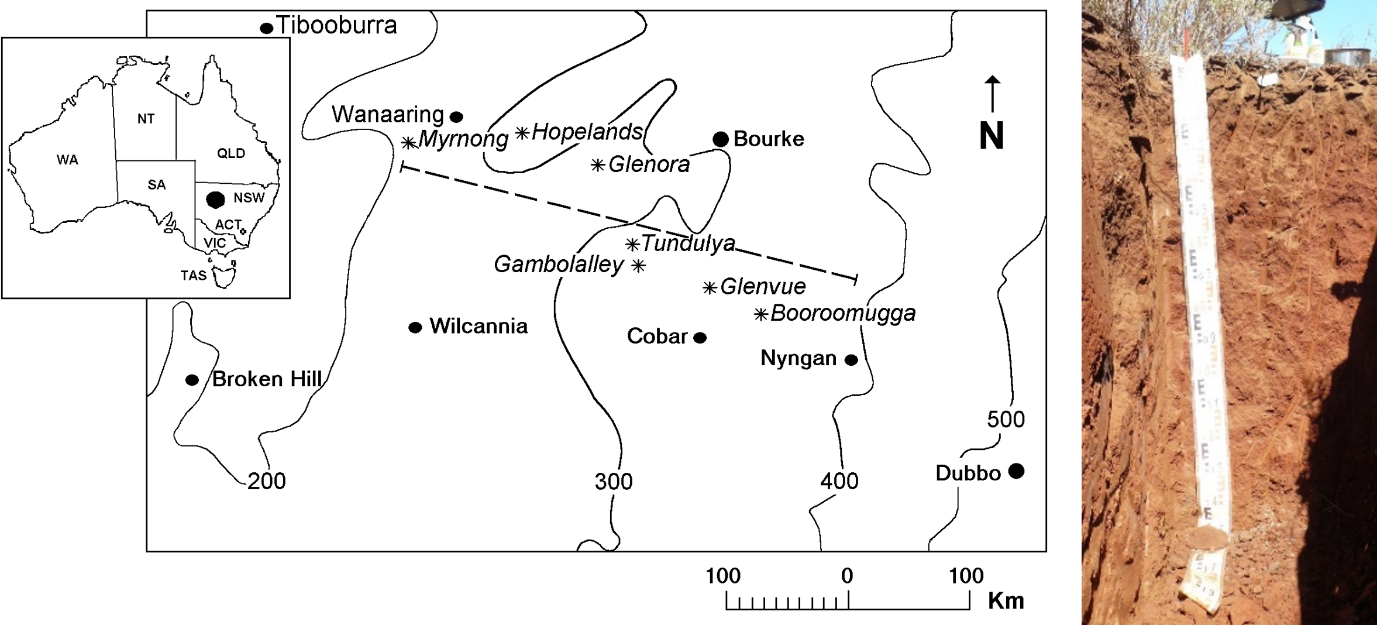 Tibooburra
NT
WA
QLD
SA
NSW
ACT
VIC
TAS
Wanaaring
Myrnong
Hopelands
Bourke
N
Glenora
Tundulya
Gambolalley
Glenvue
Booroomugga
Wilcannia
Cobar
Nyngan
Broken Hill
500
Dubbo
200
300
400
100 0 100
Km